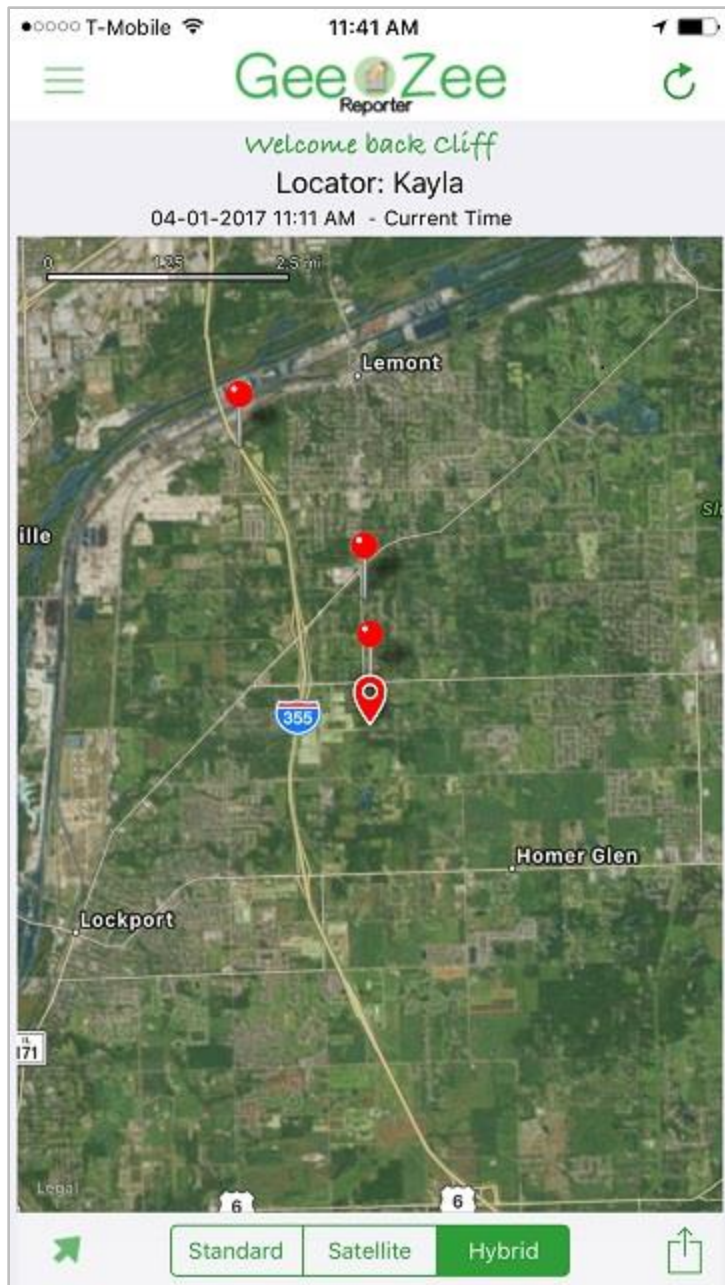 T-Mobile 11:41 AM
Gee Zee
Reporter
Welcome back Cliff
Locator: Kayla
04-01-2017 11:11 AM - Current Time
0 1.25 2.5 mi
Lemont
ille
Sl
355
Homer Glen
Lockport
IL
171
Legal
6 6
Standard Satellite Hybrid